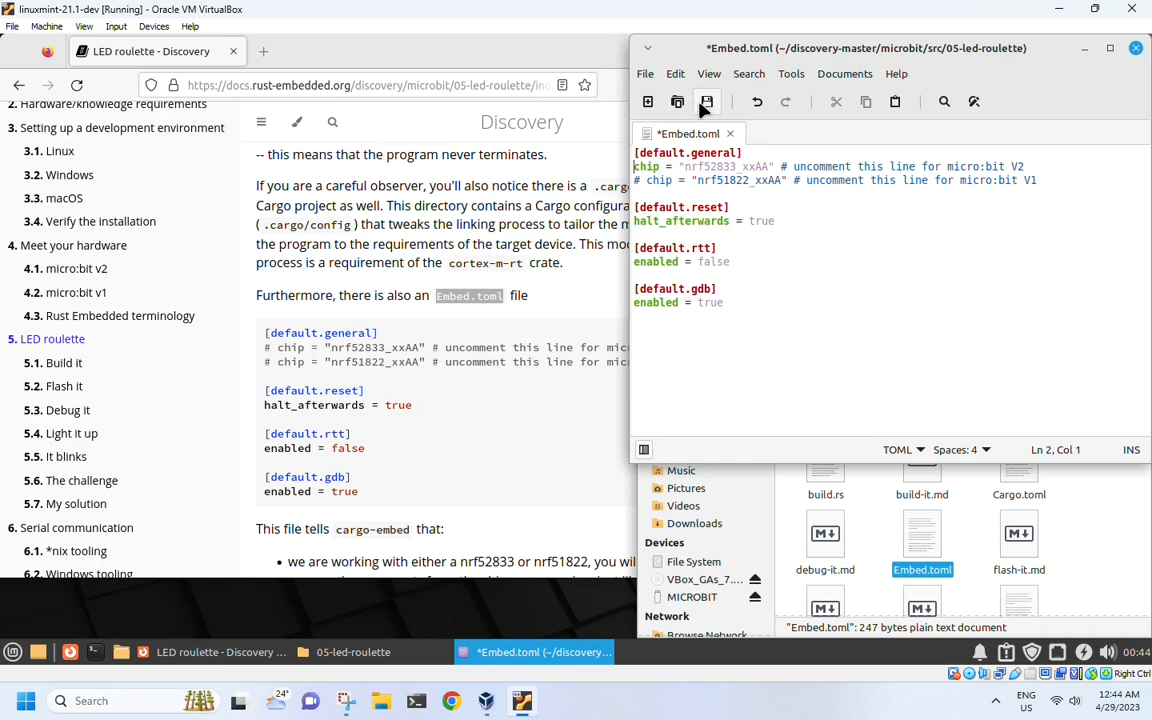 linuxmint-21.1-dev [Running] - Oracle VM VirtualBox
File Machine View Input Devices Help
LED roulette - Discovery
https://docs.rust-embedded.org/discovery/microbit/05-led-roulette/in
2. Hardware/knowledge requirements
3. Setting up a development environment
3.1. Linux
3.2. Windows
3.3. macOS
3.4. Verify the installation
4. Meet your hardware
4.1. micro:bit v2
4.2. micro:bit v1
4.3. Rust Embedded terminology
5. LED roulette
5.1. Build it
5.2. Flash it
5.3. Debug it
5.4. Light it up
5.5. It blinks
5.6. The challenge
5.7. My solution
6. Serial communication
6.1. *nix tooling
6.2. Windows tooling
Discovery
-- this means that the program never terminates.
If you are a careful observer, you'll also notice there is a .carg
Cargo project as well. This directory contains a Cargo configura
(.cargo/config) that tweaks the linking process to tailor the m
the program to the requirements of the target device. This mo
process is a requirement of the cortex-m-rt crate.
Furthermore, there is also an Embed.toml file
[default.general]
# chip = "nrf52833_xxAA" # uncomment this line for mic
# chip = "nrf51822_xxAA" # uncomment this line for mic
[default.reset]
halt_afterwards = true
[default.rtt]
enabled = false
[default.gdb]
enabled = true
This file tells cargo-embed that:
• we are working with either a nrf52833 or nrf51822, you wil
*Embed.toml (~/discovery-master/microbit/src/05-led-roulette)
File Edit View Search Tools Documents Help
*Embed.toml
[default.general]
chip = "nrf52833_xxAA" # uncomment this line for micro:bit V2
# chip = "nrf51822_xxAA" # uncomment this line for micro:bit V1
[default.reset]
halt_afterwards = true
[default.rtt]
enabled = false
[default.gdb]
enabled = true
TOML Spaces: 4 Ln 2, Col 1 INS
Music
Pictures
Videos
Downloads
Devices
File System
VBox_GAs_7....
MICROBIT
Network
Browse Network
build.rs build-it.md Cargo.toml
debug-it.md Embed.toml flash-it.md
"Embed.toml": 247 bytes plain text document
LED roulette - Discovery ... 05-led-roulette *Embed.toml (~/discovery... 00:44
Right Ctrl
Search 24° ENG US 12:44 AM 4/29/2023